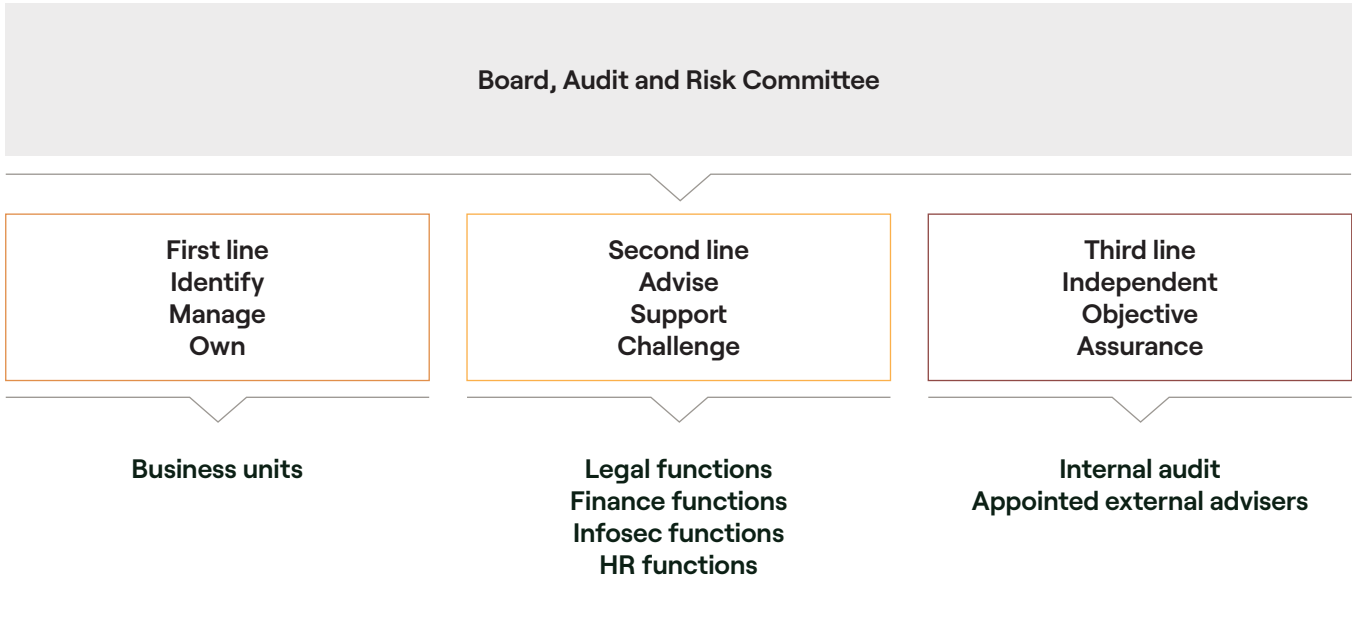 Board, Audit and Risk Committee
First line
Identify
Manage
Own
Second line
Advise
Support
Challenge
Third line
Independent
Objective
Assurance
Business units
Legal functions
Finance functions
Infosec functions
HR functions
Internal audit
Appointed external advisers